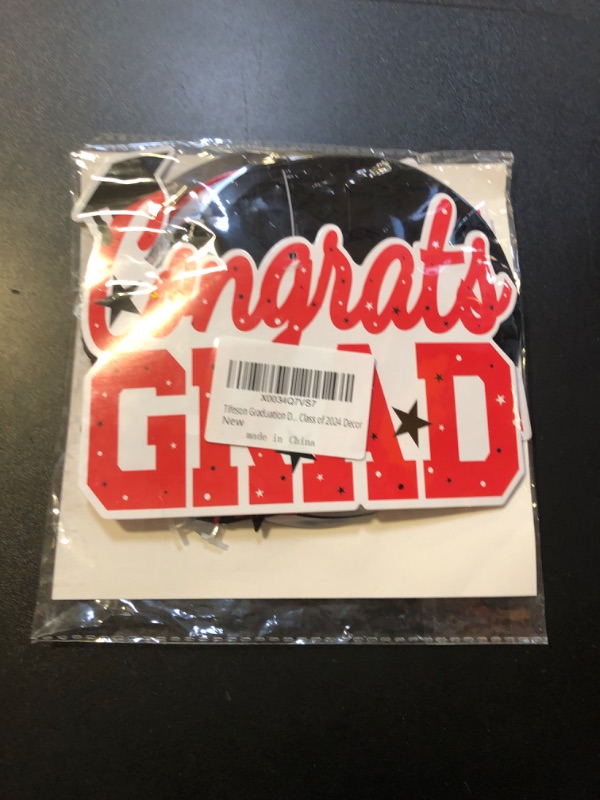 Congrats
GRAD
X0034Q7VS7
Tifeson Graduation D... Class of 2024 Decor
New
made in China